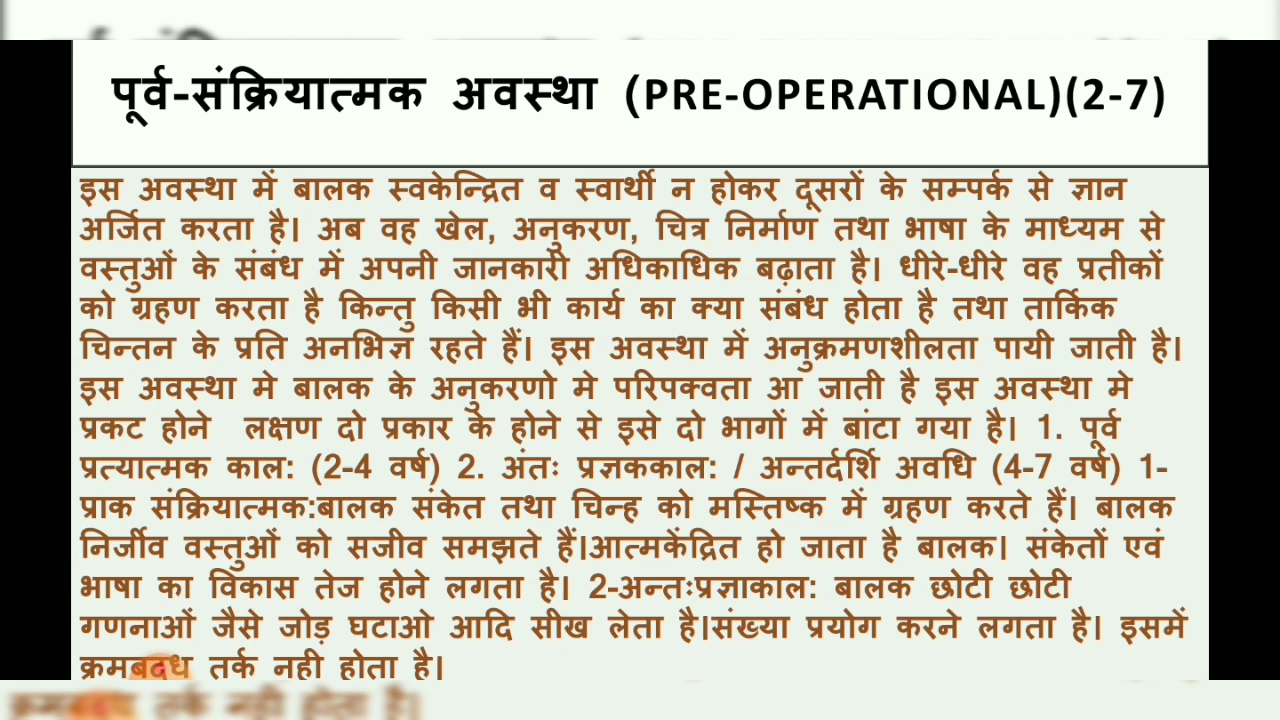 पूर्व-संक्रियात्मक अवस्था (PRE-OPERATIONAL)(2-7)
इस अवस्था में बालक स्वकेन्द्रित व स्वार्थी न होकर दूसरों के सम्पर्क से ज्ञान
अर्जित करता है। अब वह खेल, अनुकरण, चित्र निर्माण तथा भाषा के माध्यम से
वस्तुओं के संबंध में अपनी जानकारी अधिकाधिक बढ़ाता है। धीरे-धीरे वह प्रतीकों
को ग्रहण करता है किन्तु किसी भी कार्य का क्या संबंध होता है तथा तार्किक
चिन्तन के प्रति अनभिज्ञ रहते हैं। इस अवस्था में अनुक्रमणशीलता पायी जाती है।
इस अवस्था मे बालक के अनुकरणो मे परिपक्वता आ जाती है इस अवस्था मे
प्रकट होने लक्षण दो प्रकार के होने से इसे दो भागों में बांटा गया है। 1. पूर्व
प्रत्यात्मक काल: (2-4 वर्ष) 2. अंतः प्रज्ञककाल: / अन्तर्दर्शि अवधि (4-7 वर्ष) 1-
प्राक संक्रियात्मक:बालक संकेत तथा चिन्ह को मस्तिष्क में ग्रहण करते हैं। बालक
निर्जीव वस्तुओं को सजीव समझते हैं।आत्मकेंद्रित हो जाता है बालक। संकेतों एवं
भाषा का विकास तेज होने लगता है। 2-अन्तःप्रज्ञाकाल: बालक छोटी छोटी
गणनाओं जैसे जोड़ घटाओ आदि सीख लेता है।संख्या प्रयोग करने लगता है। इसमें
क्रमबदध तर्क नही होता है।